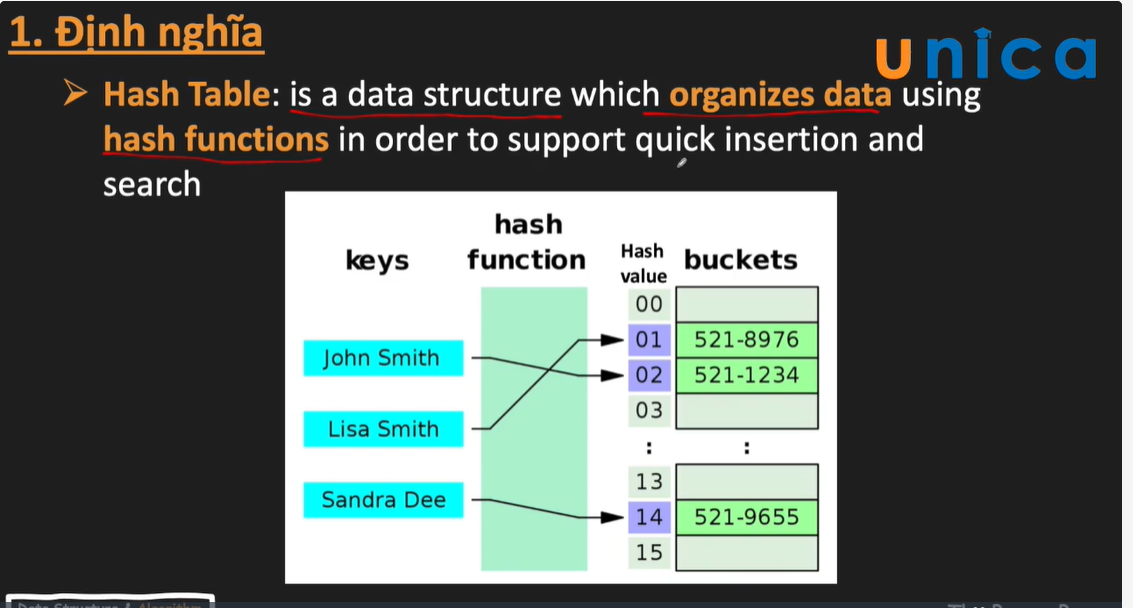 1. Định nghĩa
unica
➢ Hash Table: is a data structure which organizes data using
hash functions in order to support quick insertion and
search
hash
function
keys
Hash
value
buckets
00
01 521-8976
John Smith
02 521-1234
03
Lisa Smith
: :
13
Sandra Dee
14 521-9655
15